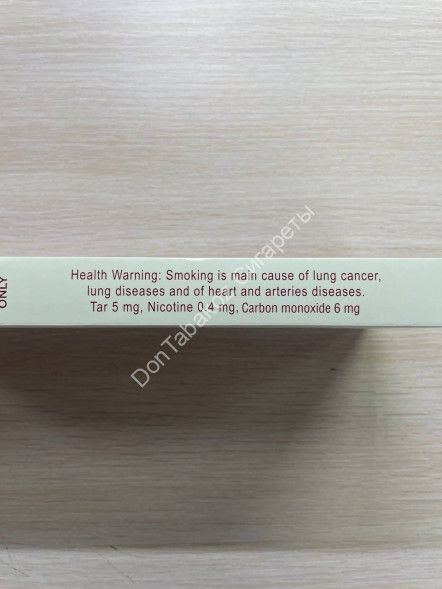 Health Warning: Smoking is main cause of lung cancer,
lung diseases and of heart and arteries diseases.
Tar 5 mg, Nicotine 0.4 mg, Carbon monoxide 6 mg
ONLY
DonTabakoz Сигареты